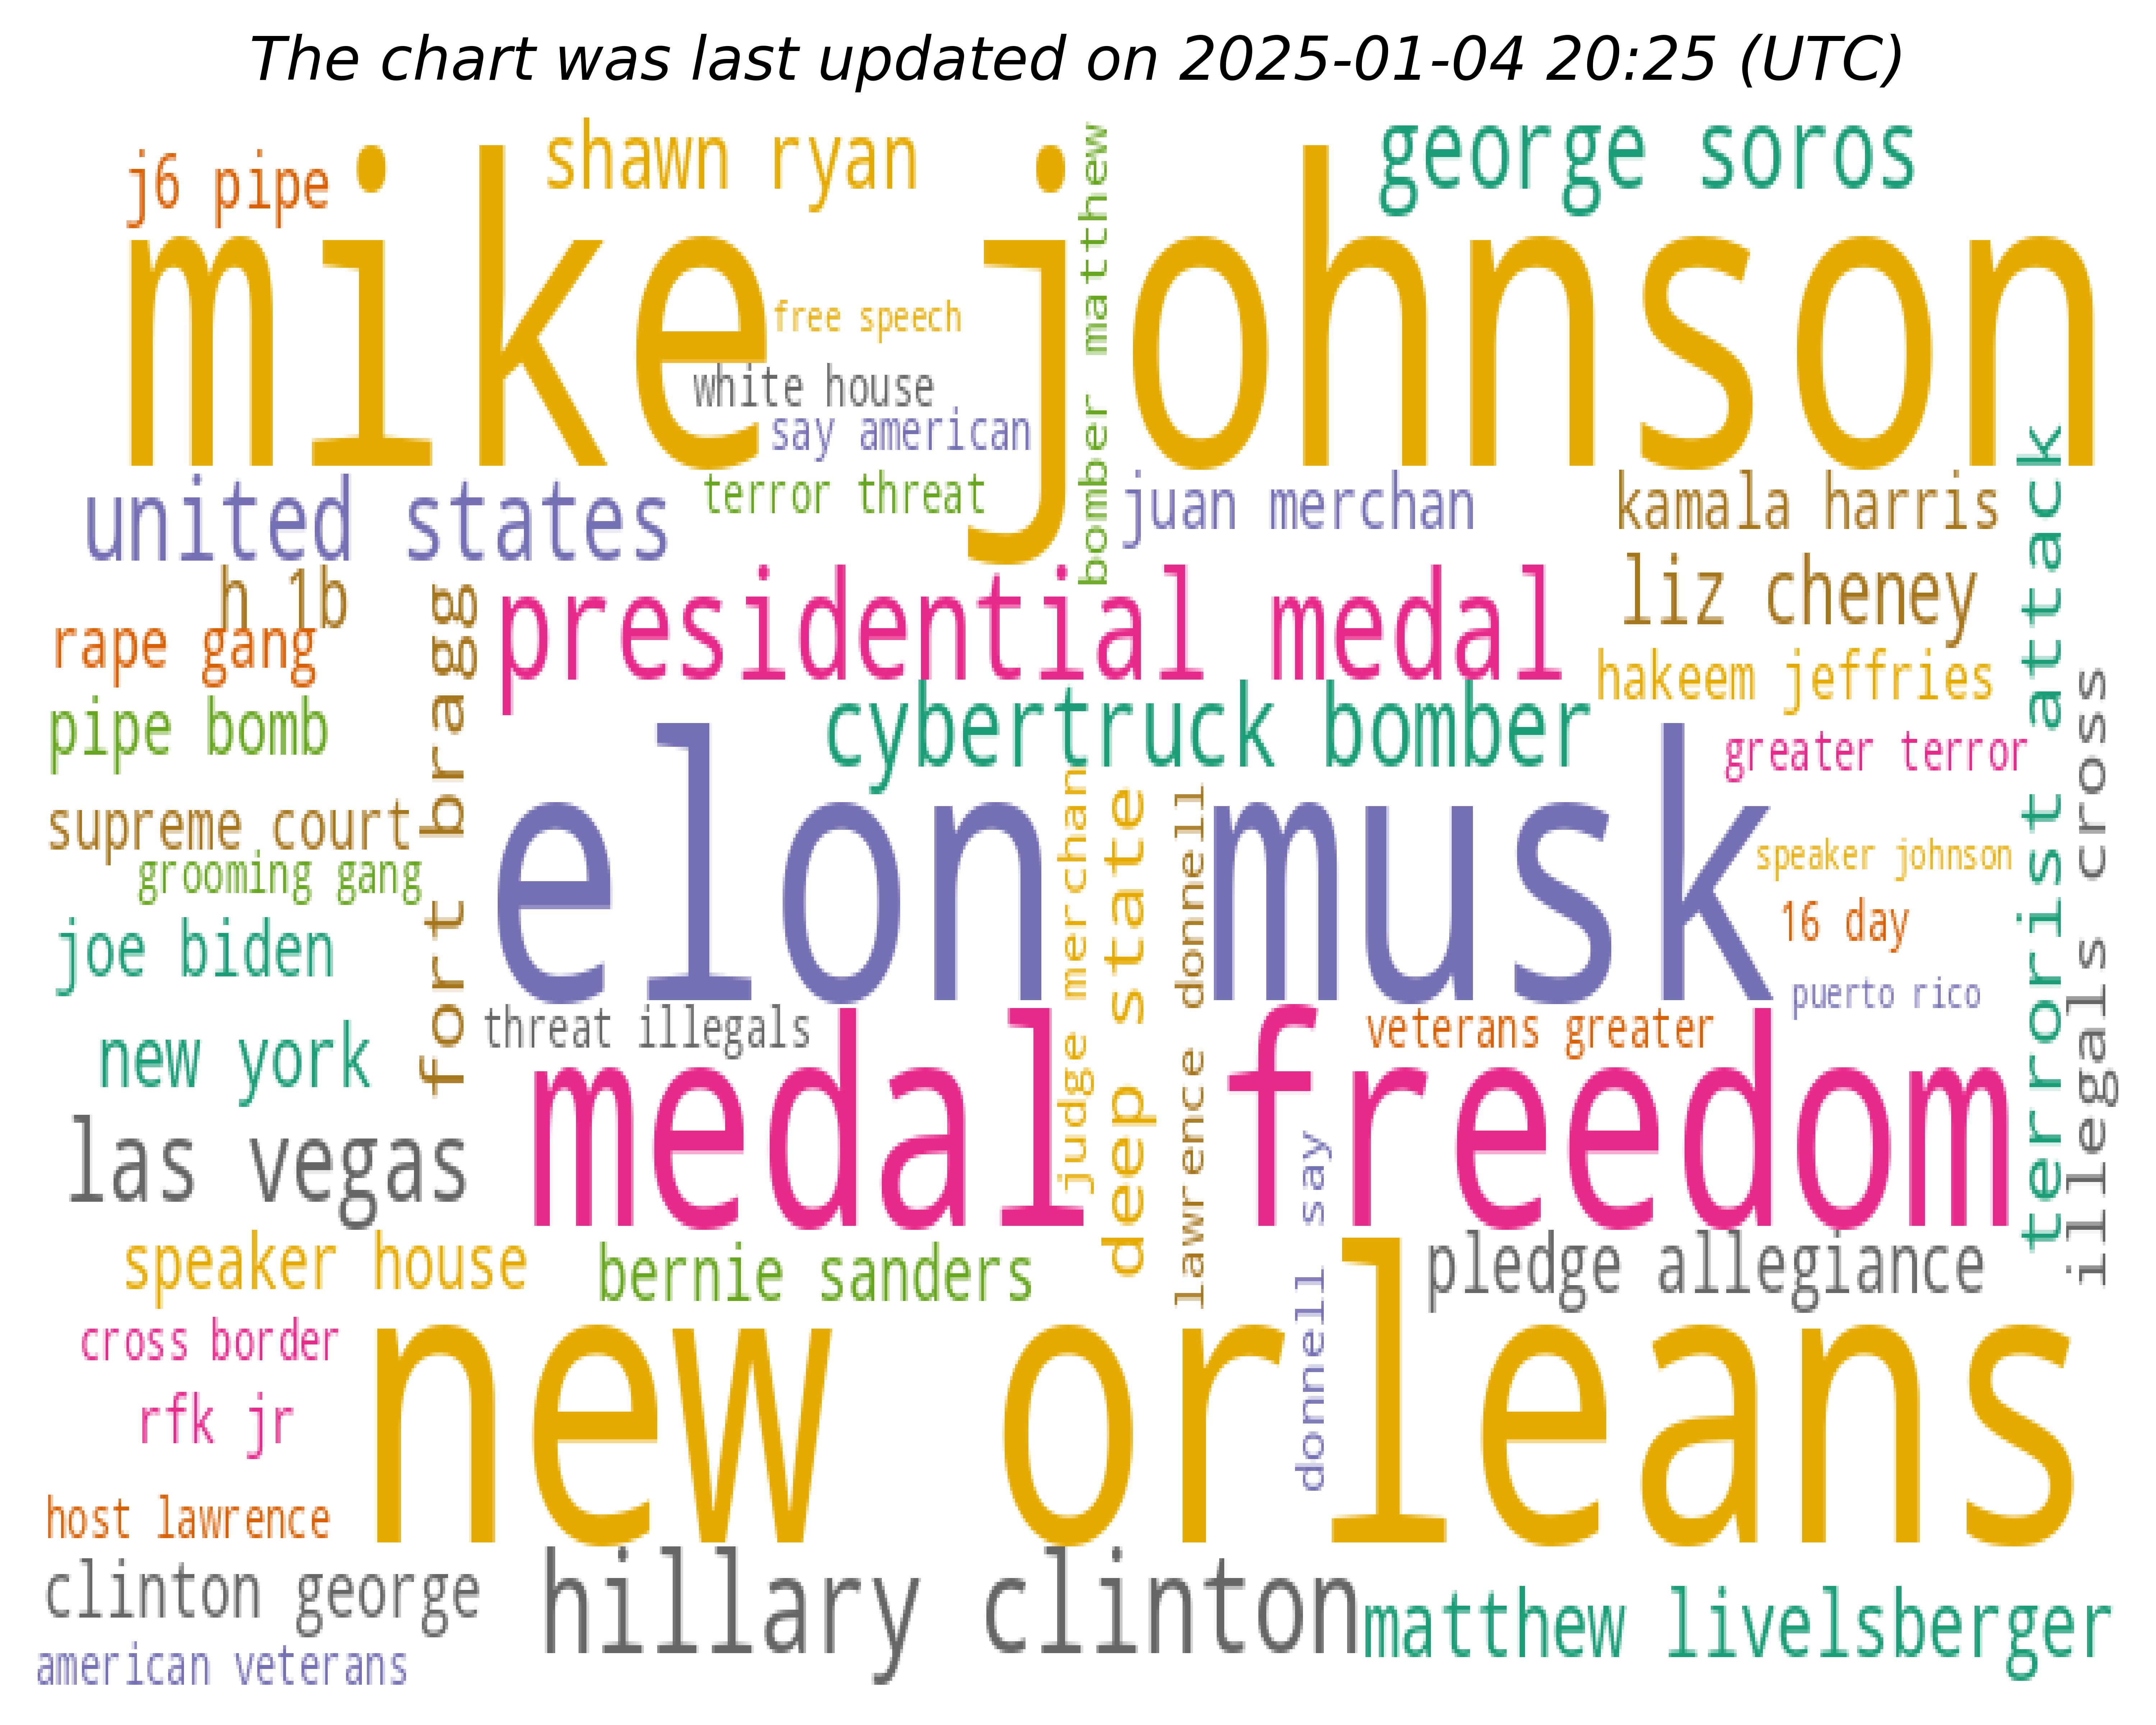 The chart was last updated on 2025-01-04 20:25 (UTC)
shawn ryan
george soros
j6 pipe
bomber matthew
mike johnson
free speech
white house
say american
terror threat
united states
juan merchan
kamala harris
terrorist attack
h 1b
presidential medal
liz cheney
rape gang
fort bragg
hakeem jeffries
illegals cross
pipe bomb
cybertruck bomber
greater terror
elon musk
judge merchan
deep state
lawrence donnell
supreme court
grooming gang
speaker johnson
16 day
joe biden
puerto rico
threat illegals
veterans greater
new york
medal freedom
las vegas
donnell say
speaker house
bernie sanders
pledge allegiance
cross border
new orleans
rfk jr
host lawrence
clinton george
hillary clinton
matthew livelsberger
american veterans